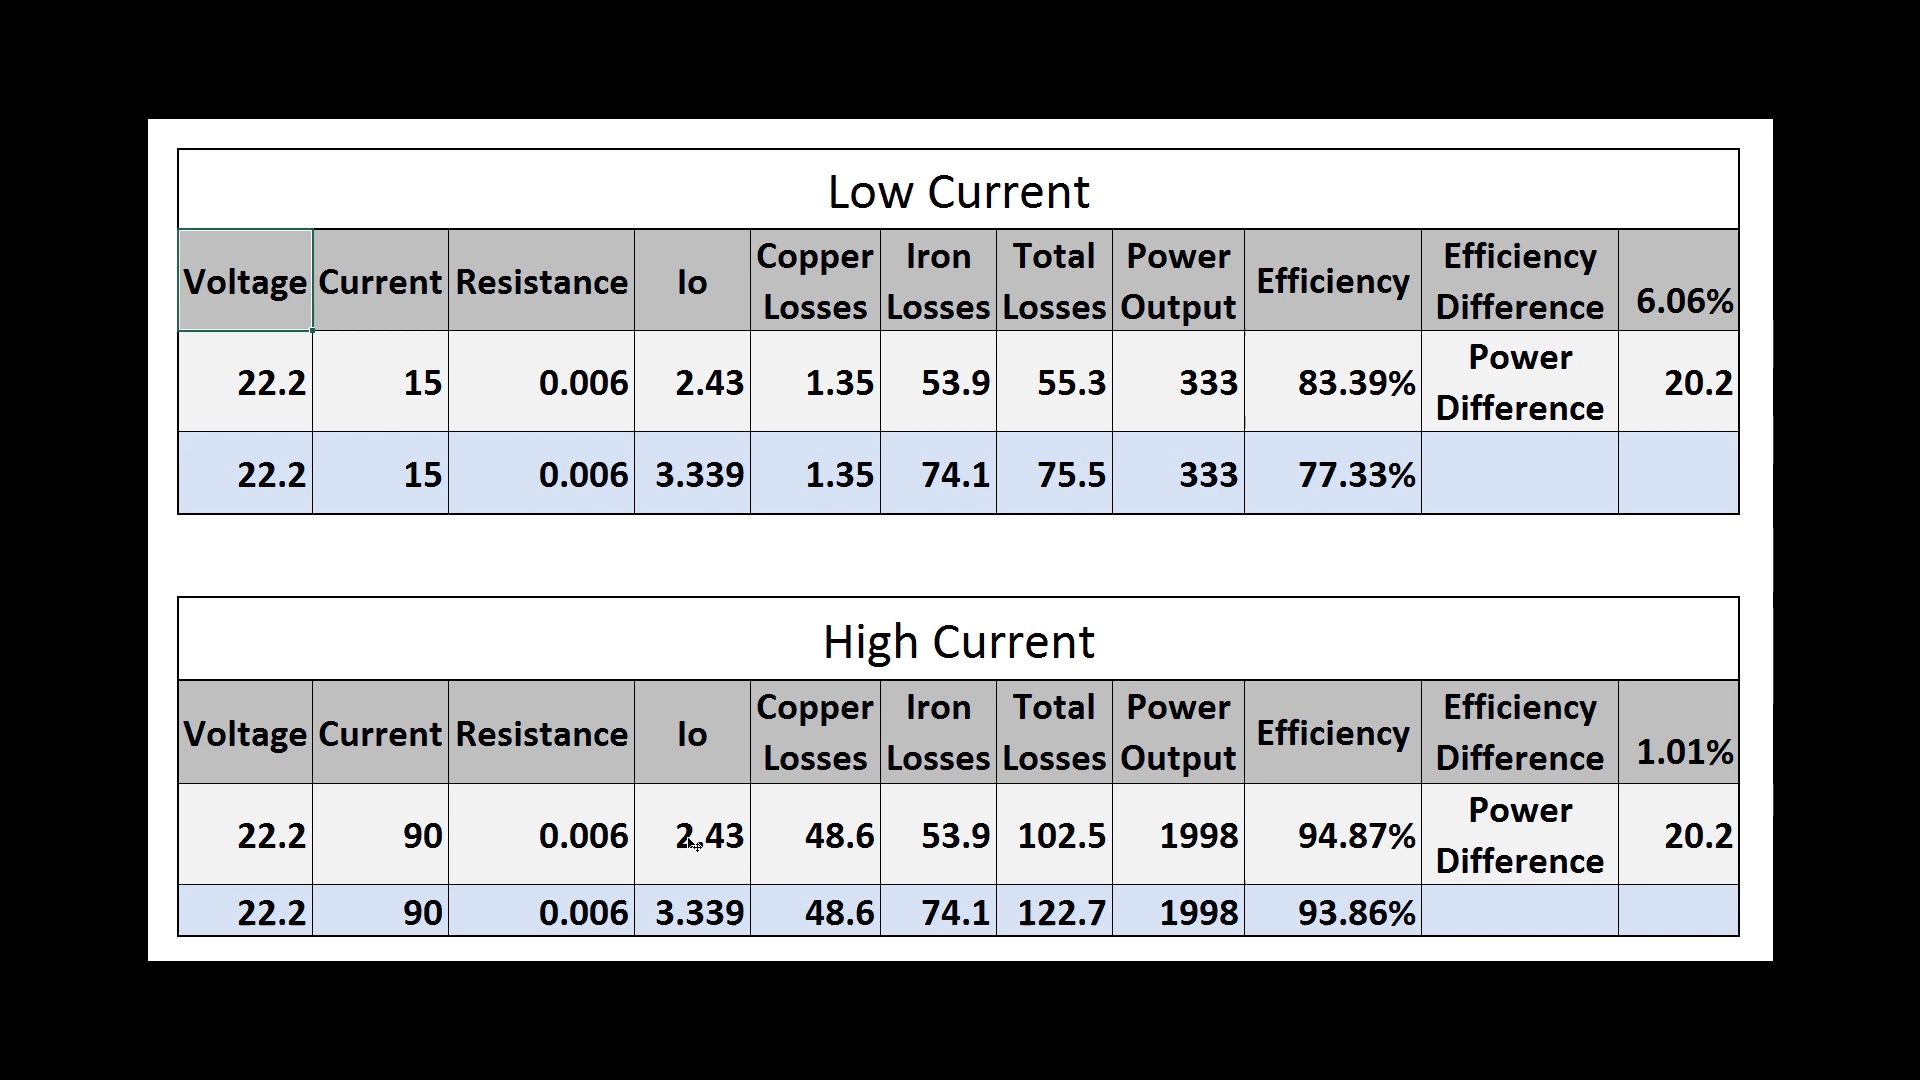 Low Current
Voltage Current Resistance Io Copper Losses Iron Losses Total Losses Power Output Efficiency Efficiency Difference 6.06%
22.2 15 0.006 2.43 1.35 53.9 55.3 333 83.39% Power Difference 20.2
22.2 15 0.006 3.339 1.35 74.1 75.5 333 77.33%
High Current
Voltage Current Resistance Io Copper Losses Iron Losses Total Losses Power Output Efficiency Efficiency Difference 1.01%
22.2 90 0.006 2.43 48.6 53.9 102.5 1998 94.87% Power Difference 20.2
22.2 90 0.006 3.339 48.6 74.1 122.7 1998 93.86%